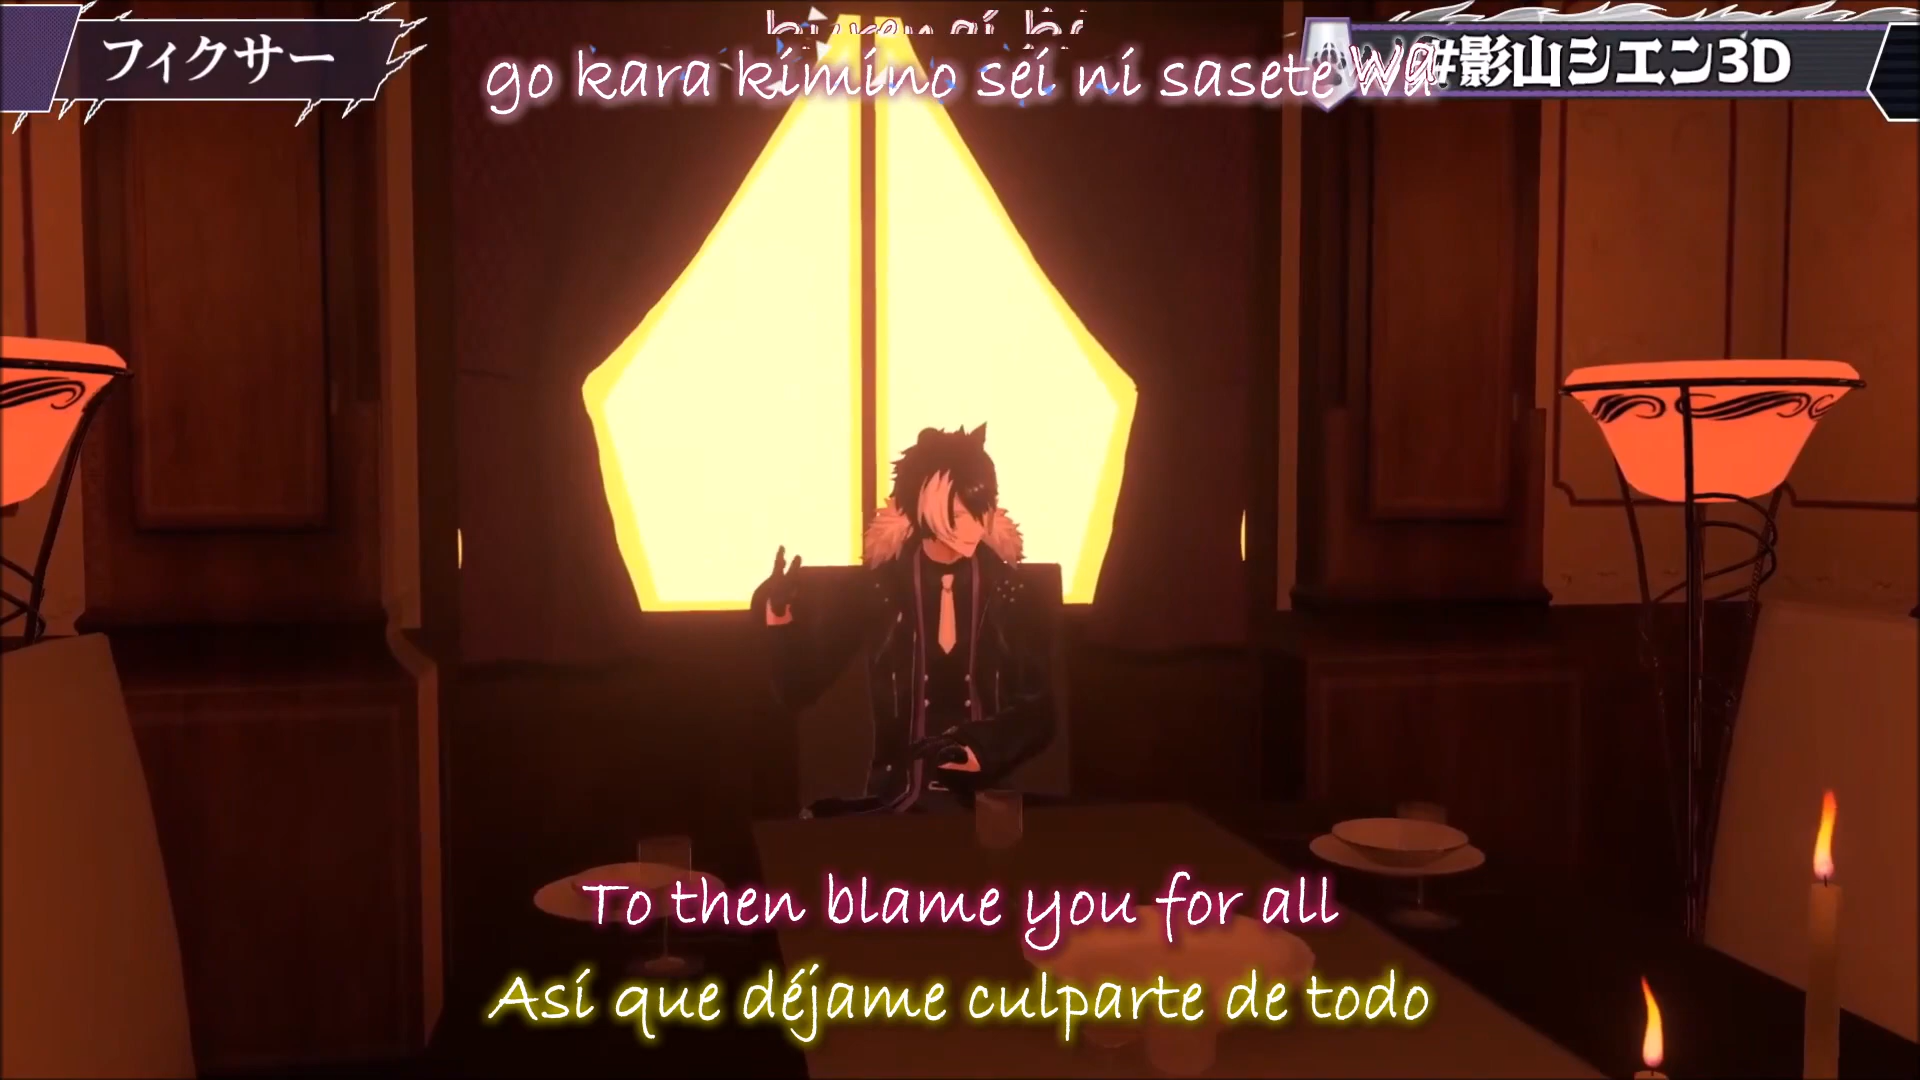 フィクサー
#影山シエン3D
go kara kimino sei ni sasete wa
To then blame you for all
Así que déjame culparte de todo